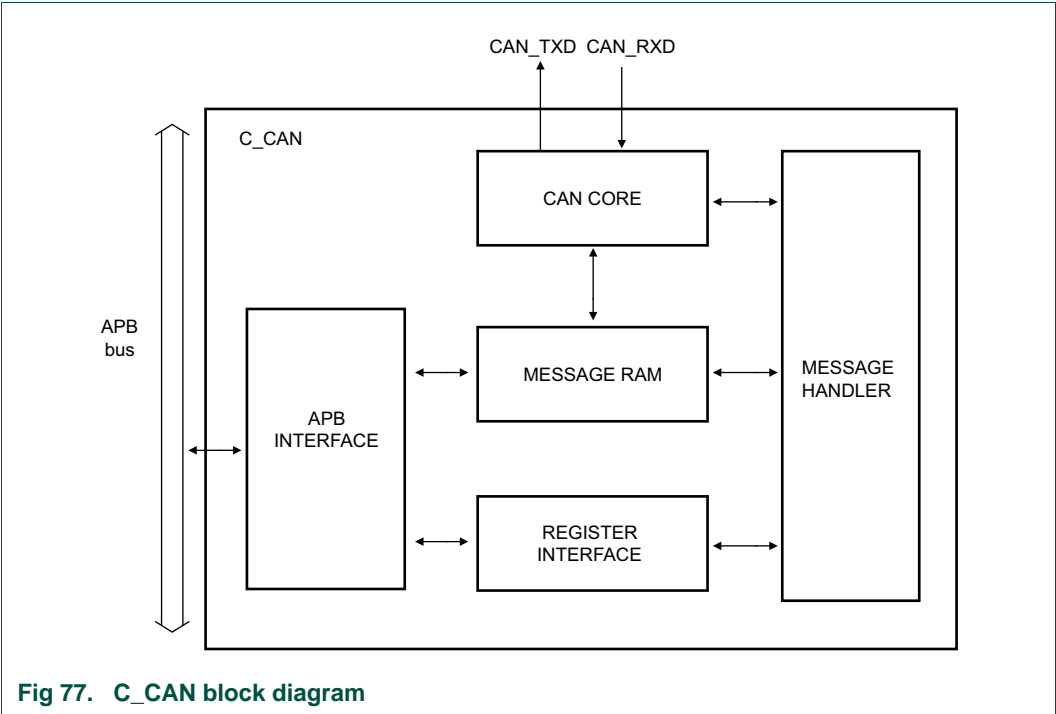 CAN_TXD CAN_RXD
C_CAN
CAN CORE
APB
bus
MESSAGE RAM
MESSAGE
HANDLER
APB
INTERFACE
REGISTER
INTERFACE
Fig 77. C_CAN block diagram